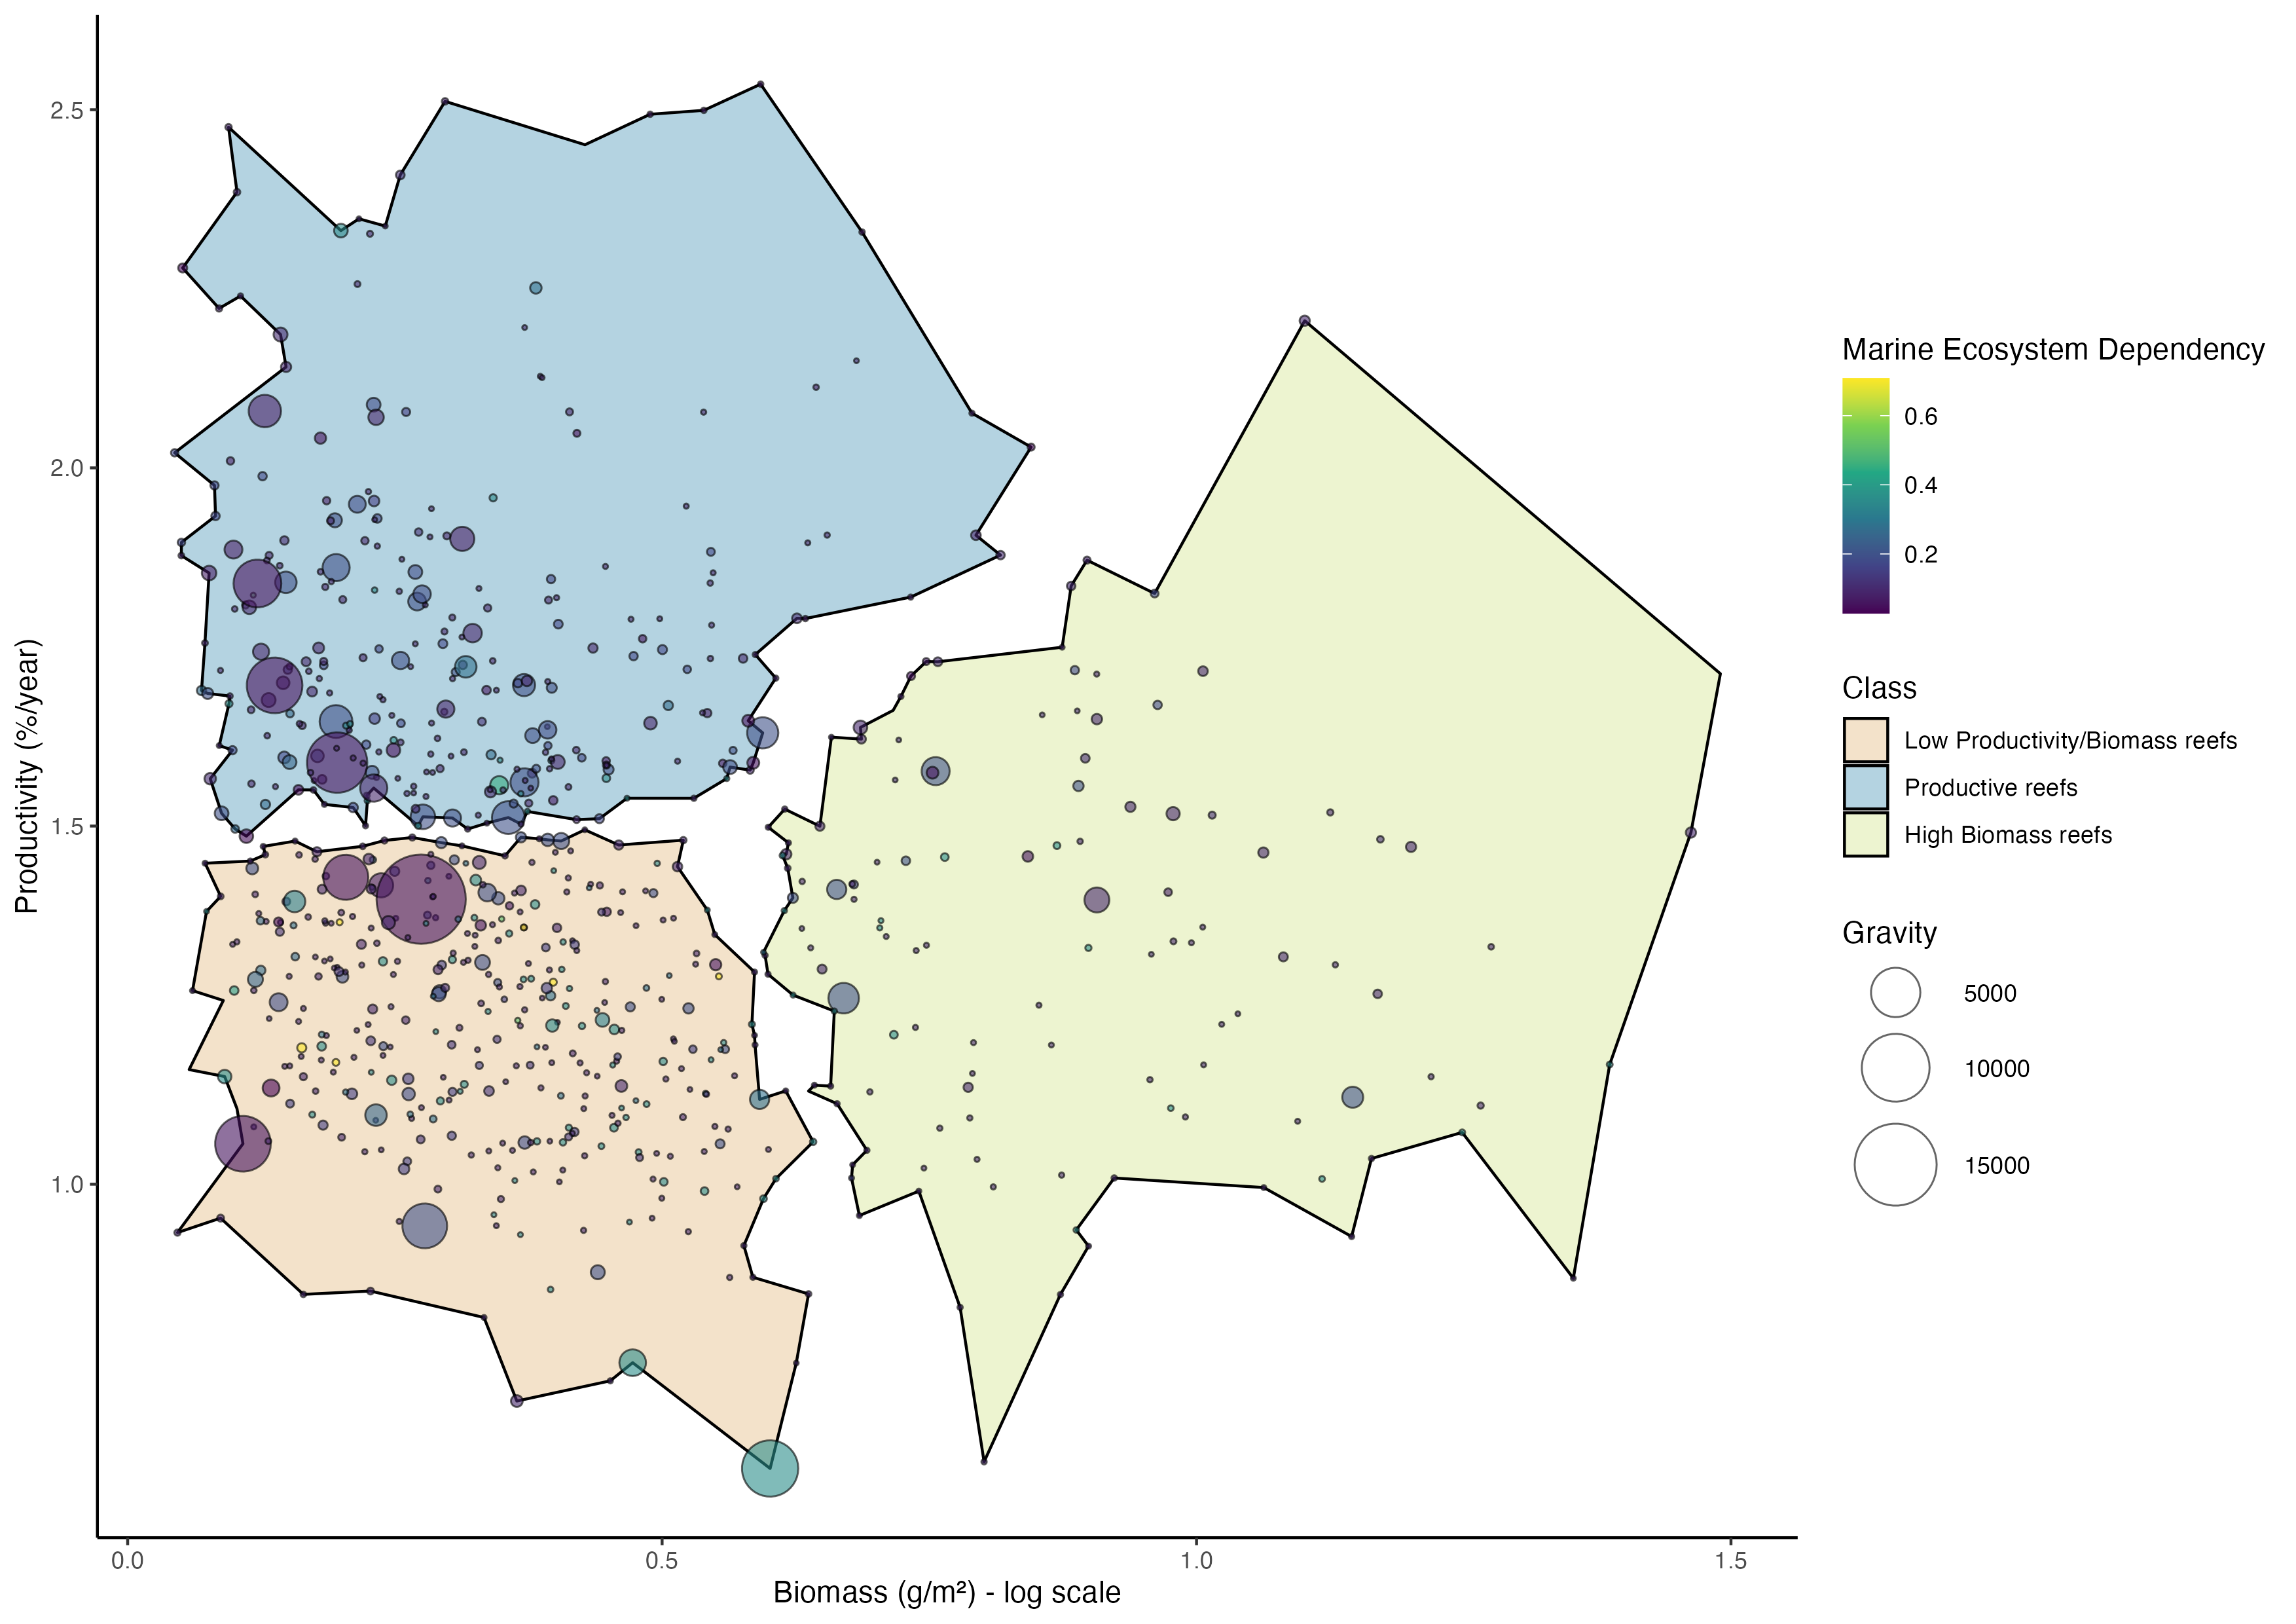 2.5
2.0
1.5
1.0
Productivity (%/year)
0.0
0.5
1.0
1.5
Biomass (g/m²) - log scale
Marine Ecosystem Dependency
0.6
0.4
0.2
Class
Low Productivity/Biomass reefs
Productive reefs
High Biomass reefs
Gravity
5000
10000
15000